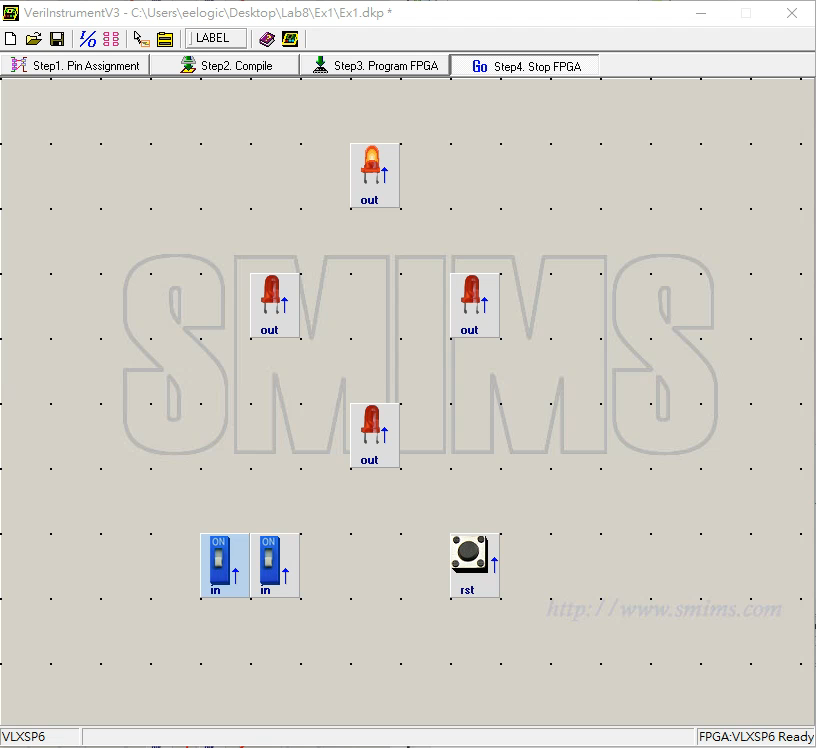 VeriInstrumentV3 - C:\Users\eelogic\Desktop\Lab8\Ex1\Ex1.dkp *
I/O LABEL
Step1. Pin Assignment Step2. Compile Step3. Program FPGA Go Step4. Stop FPGA
out
SMIMS
out out
out
ON ON
in in rst
http://www.smims.com
VLXSP6 FPGA:VLXSP6 Ready